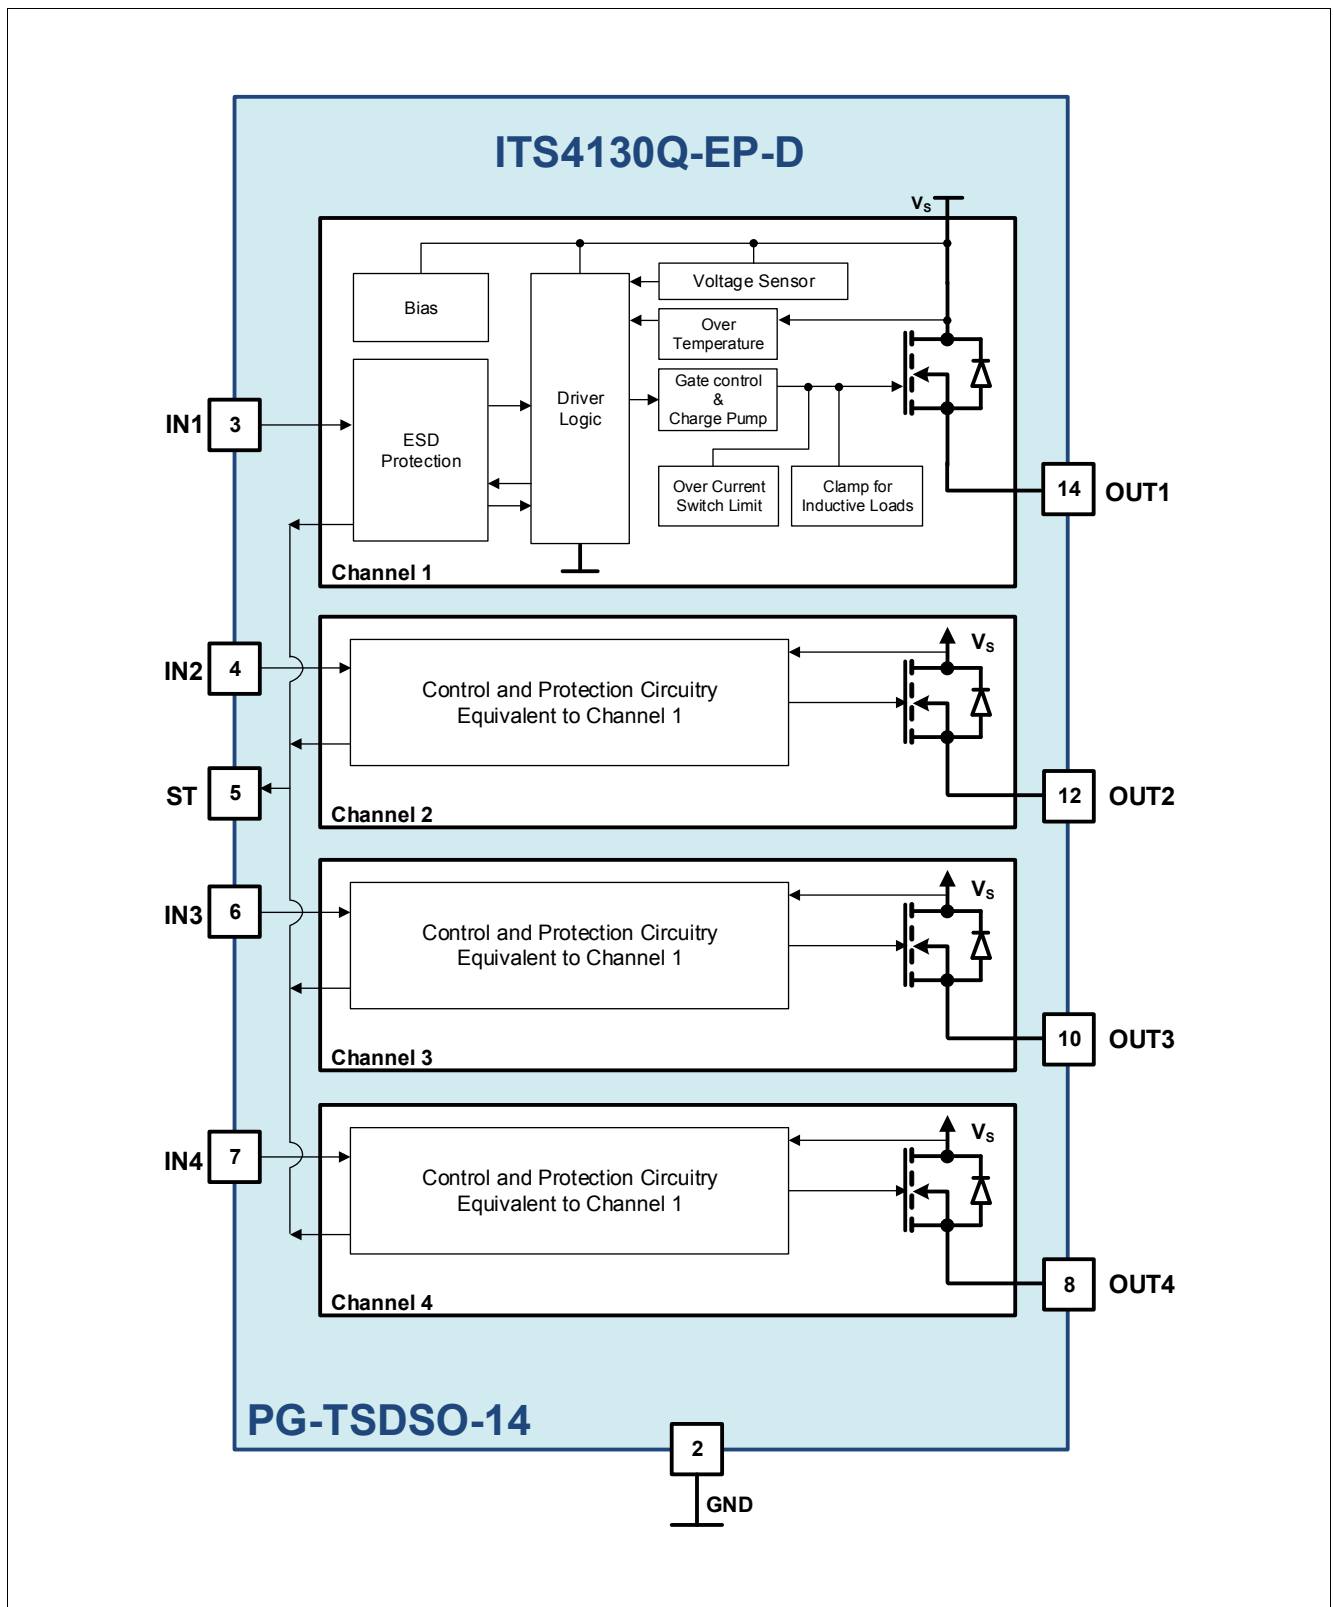 ITS4130Q-EP-D
VS
Voltage Sensor
Bias
Over
Temperature
Gate control
&
Charge Pump
Driver
Logic
IN1
3
ESD
Protection
Over Current
Switch Limit
Clamp for
Inductive Loads
14
OUT1
Channel 1
IN2
4
Control and Protection Circuitry
Equivalent to Channel 1
VS
ST
5
12
OUT2
Channel 2
IN3
6
Control and Protection Circuitry
Equivalent to Channel 1
VS
10
OUT3
Channel 3
IN4
7
Control and Protection Circuitry
Equivalent to Channel 1
VS
8
OUT4
Channel 4
PG-TSDSO-14
2
GND